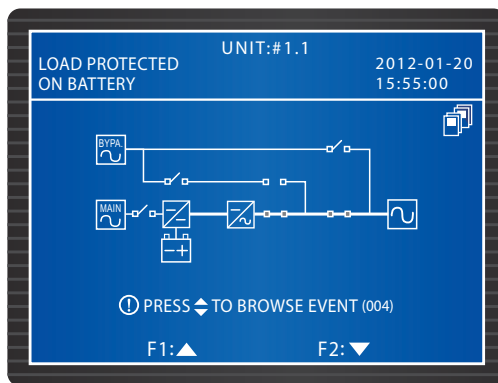 UNIT:#1.1
LOAD PROTECTED
ON BATTERY
2012-01-20
15:55:00
BYPA.
MAIN
PRESS TO BROWSE EVENT (004)
F1:
F2: